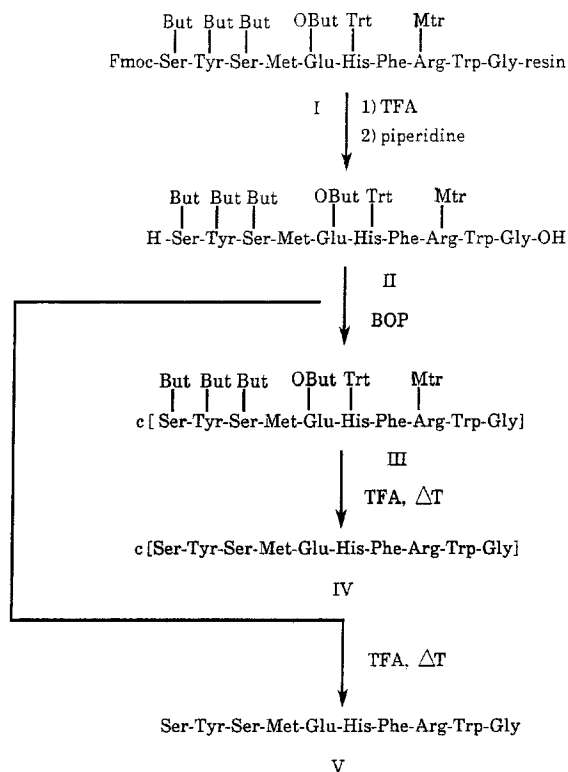 But But But OBut Trt Mtr
Fmoc-Ser-Tyr-Ser-Met-Glu-His-Phe-Arg-Trp-Gly-resin
I 1) TFA
2) piperidine
But But But OBut Trt Mtr
H-Ser-Tyr-Ser-Met-Glu-His-Phe-Arg-Trp-Gly-OH
II
BOP
But But But OBut Trt Mtr
c[Ser-Tyr-Ser-Met-Glu-His-Phe-Arg-Trp-Gly]
III
TFA, △T
c[Ser-Tyr-Ser-Met-Glu-His-Phe-Arg-Trp-Gly]
IV
TFA, △T
Ser-Tyr-Ser-Met-Glu-His-Phe-Arg-Trp-Gly
V